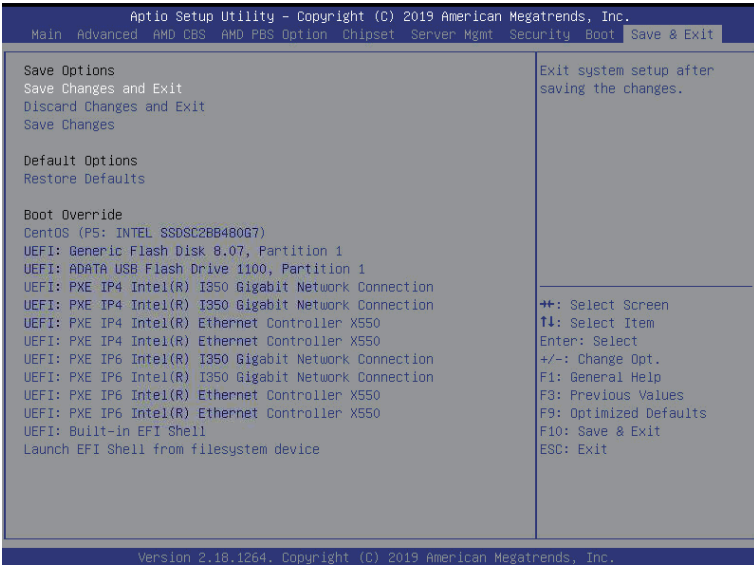 Aptio Setup Utility – Copyright (C) 2019 American Megatrends, Inc.
Main Advanced AMD CBS AMD PBS Option Chipset Server Mgmt Security Boot Save & Exit
Save Options
Save Changes and Exit
Discard Changes and Exit
Save Changes
Default Options
Restore Defaults
Boot Override
CentOS (P5: INTEL SSDSC2BB480G7)
UEFI: Generic Flash Disk 8.07, Partition 1
UEFI: ADATA USB Flash Drive 1100, Partition 1
UEFI: PXE IP4 Intel(R) I350 Gigabit Network Connection
UEFI: PXE IP4 Intel(R) I350 Gigabit Network Connection
UEFI: PXE IP4 Intel(R) Ethernet Controller X550
UEFI: PXE IP4 Intel(R) Ethernet Controller X550
UEFI: PXE IP6 Intel(R) I350 Gigabit Network Connection
UEFI: PXE IP6 Intel(R) I350 Gigabit Network Connection
UEFI: PXE IP6 Intel(R) Ethernet Controller X550
UEFI: PXE IP6 Intel(R) Ethernet Controller X550
UEFI: Built-in EFI Shell
Launch EFI Shell from filesystem device
Exit system setup after
saving the changes.
→←: Select Screen
↑↓: Select Item
Enter: Select
+/-: Change Opt.
F1: General Help
F3: Previous Values
F9: Optimized Defaults
F10: Save & Exit
ESC: Exit
Version 2.18.1264. Copyright (C) 2019 American Megatrends, Inc.